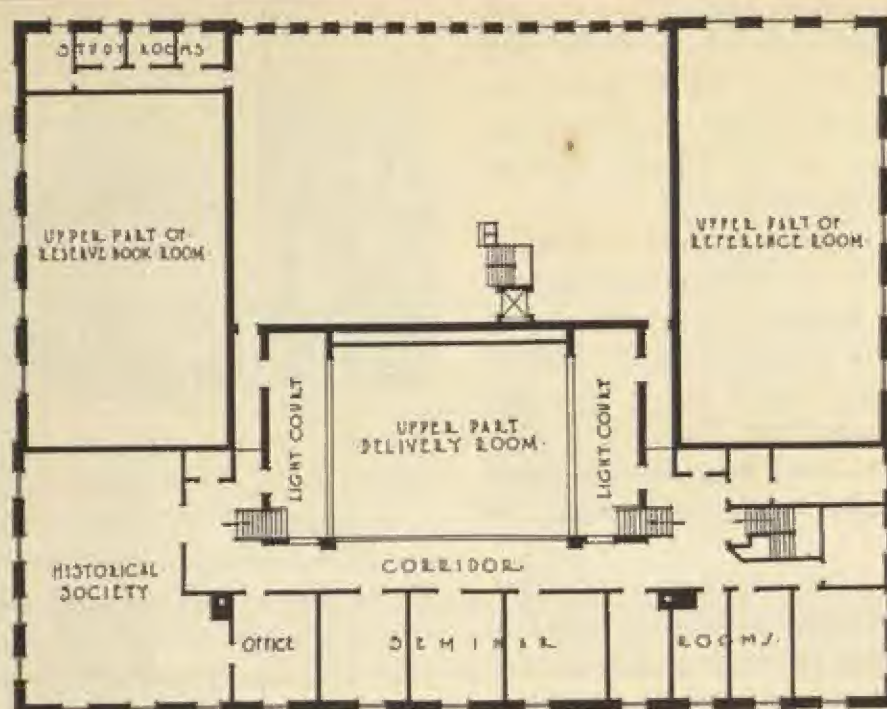 STUDY ROOMS
UPPER PART OF
RESERVE BOOK ROOM
UPPER PART OF
REFERENCE ROOM
LIGHT COURT
UPPER PART
DELIVERY ROOM
LIGHT COURT
CORRIDOR
HISTORICAL
SOCIETY
OFFICE
SEMINAR ROOMS